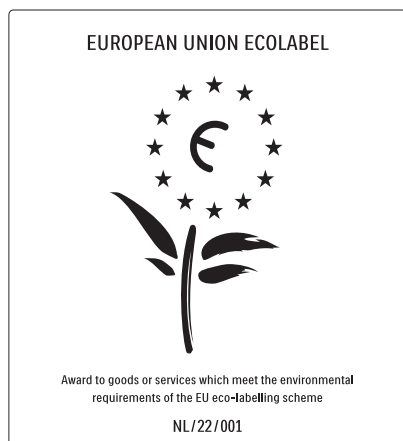 EUROPEAN UNION ECOLABEL
Award to goods or services which meet the environmental
requirements of the EU eco-labelling scheme
NL/22/001